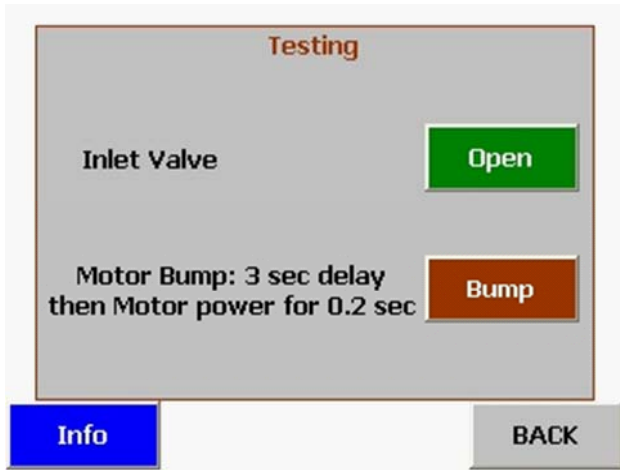 Testing
Inlet Valve
Open
Motor Bump: 3 sec delay
then Motor power for 0.2 sec
Bump
Info
BACK